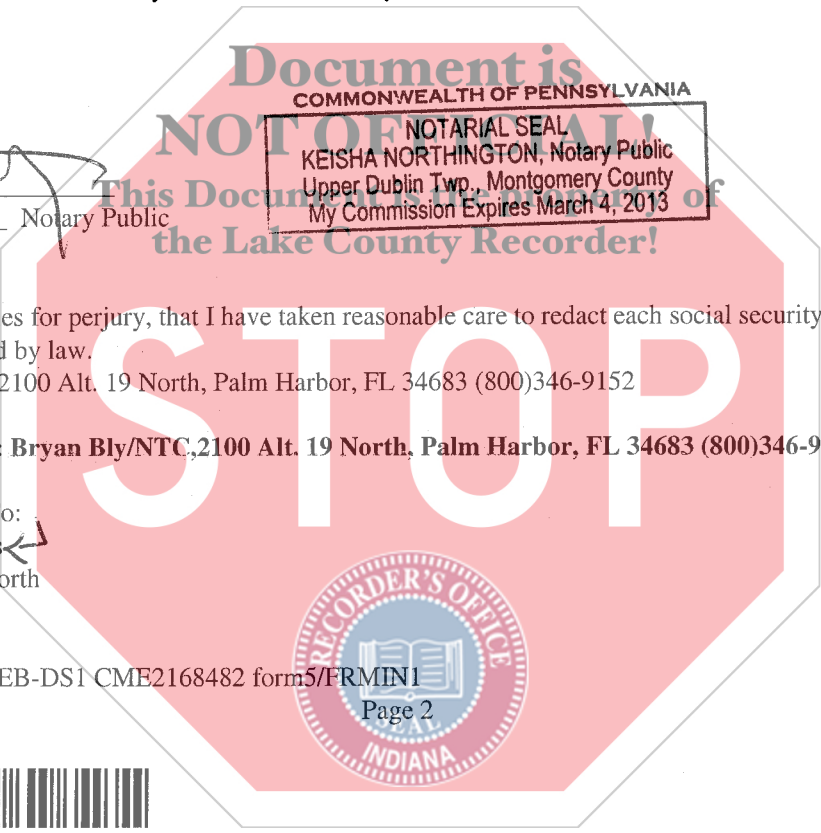 Document is
NOT OFFICIAL!
This Document is the property of
the Lake County Recorder!
COMMONWEALTH OF PENNSYLVANIA
NOTARIAL SEAL
KEISHA NORTHINGTON, Notary Public
Upper Dublin Twp., Montgomery County
My Commission Expires March 4, 2013
Notary Public
es for perjury, that I have taken reasonable care to redact each social security
d by law.
2100 Alt. 19 North, Palm Harbor, FL 34683 (800)346-9152
: Bryan Bly/NTC,2100 Alt. 19 North, Palm Harbor, FL 34683 (800)346-9
STOP
o:
orth
RECORDER'S OFFICE
EB-DS1 CME2168482 form5/FRMIN1
Page 2
SEAL
INDIANA